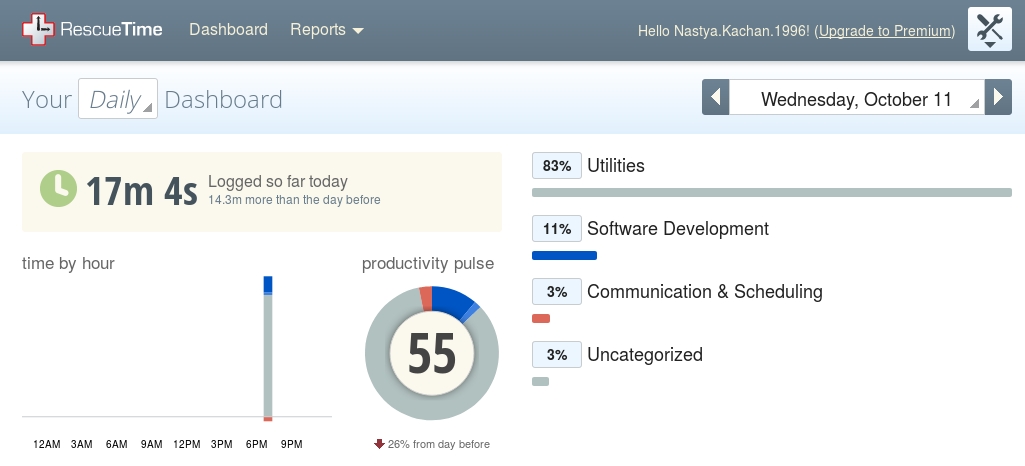 RescueTime Dashboard Reports Hello Nastya.Kachan.1996! (Upgrade to Premium)
Your Daily Dashboard Wednesday, October 11
17m 4s Logged so far today
14.3m more than the day before
time by hour
12AM 3AM 6AM 9AM 12PM 3PM 6PM 9PM
productivity pulse
55
26% from day before
83% Utilities
11% Software Development
3% Communication & Scheduling
3% Uncategorized